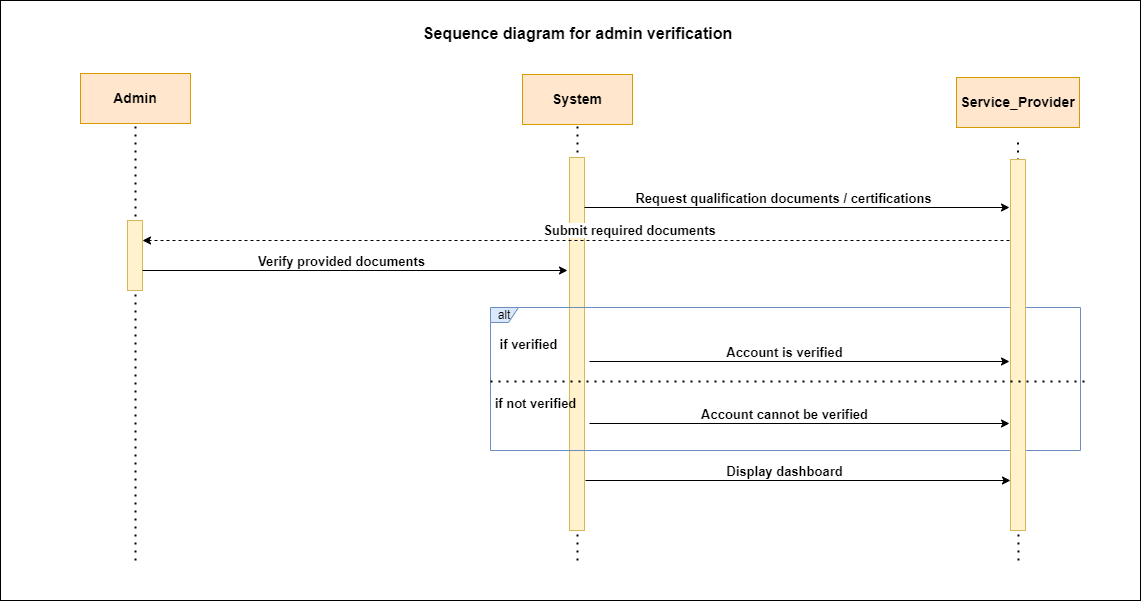 Sequence diagram for admin verification
Admin
System
Service_Provider
Request qualification documents / certifications
Submit required documents
Verify provided documents
alt
if verified
Account is verified
if not verified
Account cannot be verified
Display dashboard